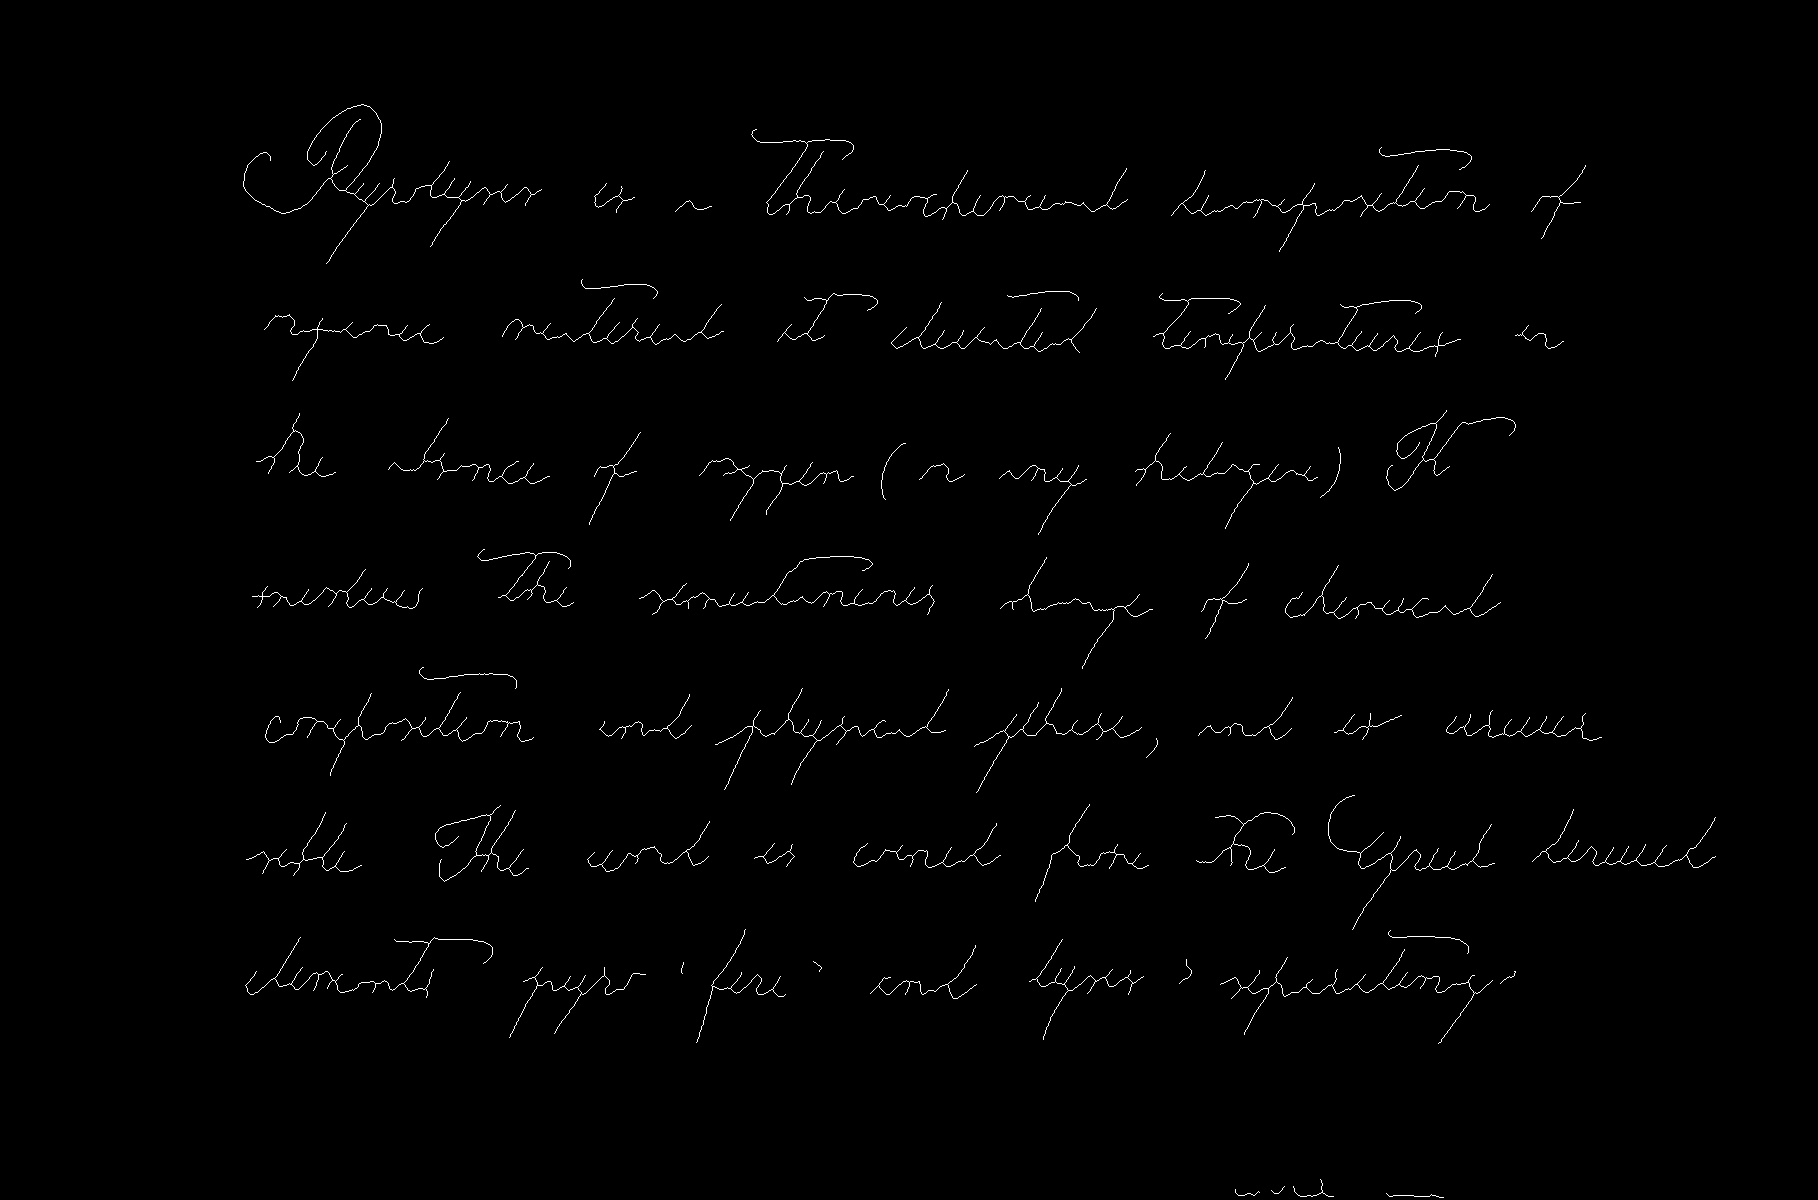 Pyrolysis is a thermochemical decomposition of
organic material at elevated temperatures in
the absence of oxygen (or any halogen) It
involves the simultaneous change of chemical
composition and physical phase, and is irrever
sible The word is coined from the Greek derived
elements pyro 'fire' and lysis 'separating'